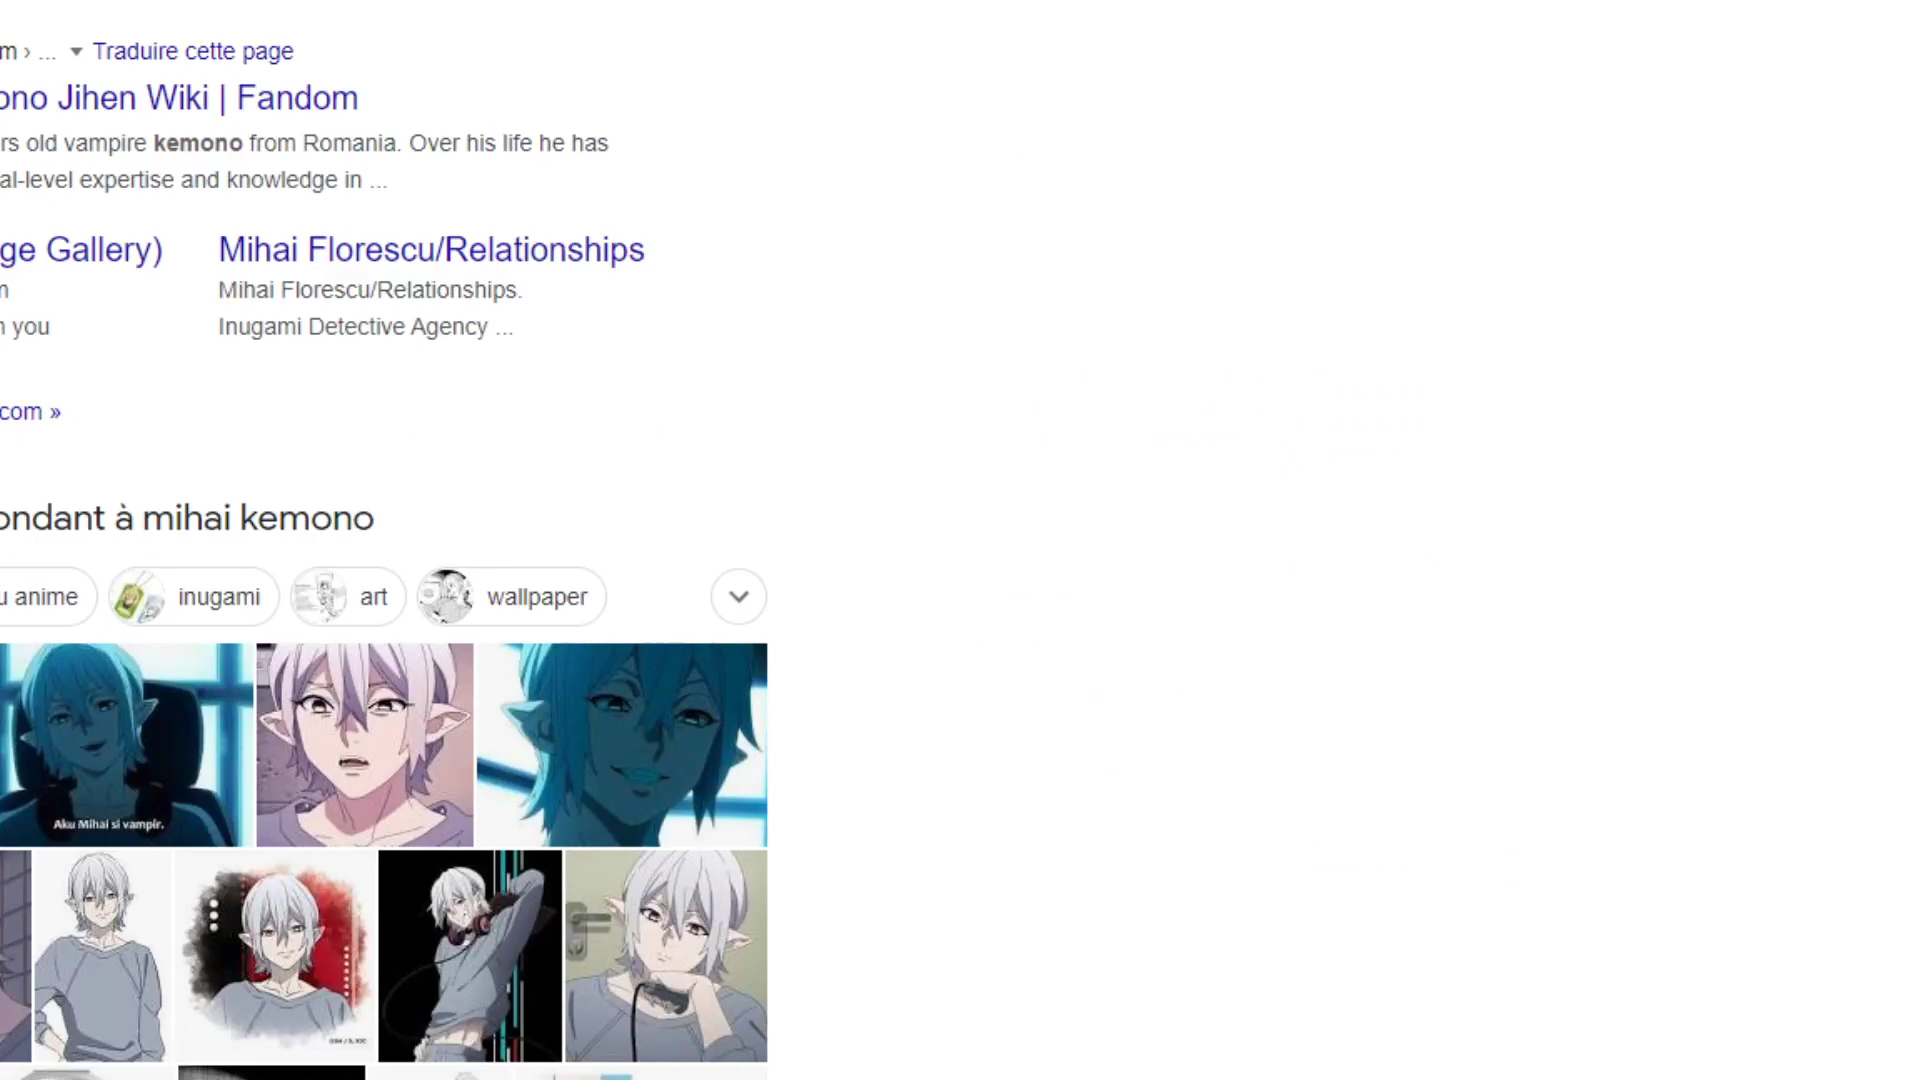 m › ... Traduire cette page
ono Jihen Wiki | Fandom
rs old vampire kemono from Romania. Over his life he has
al-level expertise and knowledge in ...
ge Gallery) Mihai Florescu/Relationships
m Mihai Florescu/Relationships.
n you Inugami Detective Agency ...
com »
ondant à mihai kemono
u anime inugami art wallpaper
Aku Mihai si vampir.